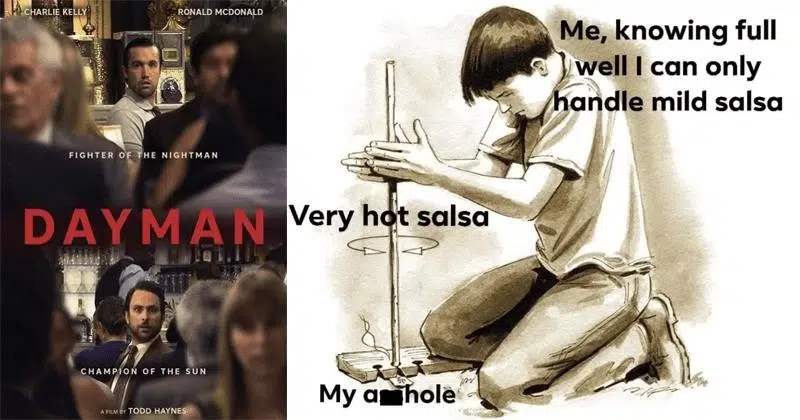 CHARLIE KELLY RONALD MCDONALD
FIGHTER OF THE NIGHTMAN
DAYMAN
CHAMPION OF THE SUN
A FILM BY TODD HAYNES
Me, knowing full
well I can only
handle mild salsa
Very hot salsa
My a hole